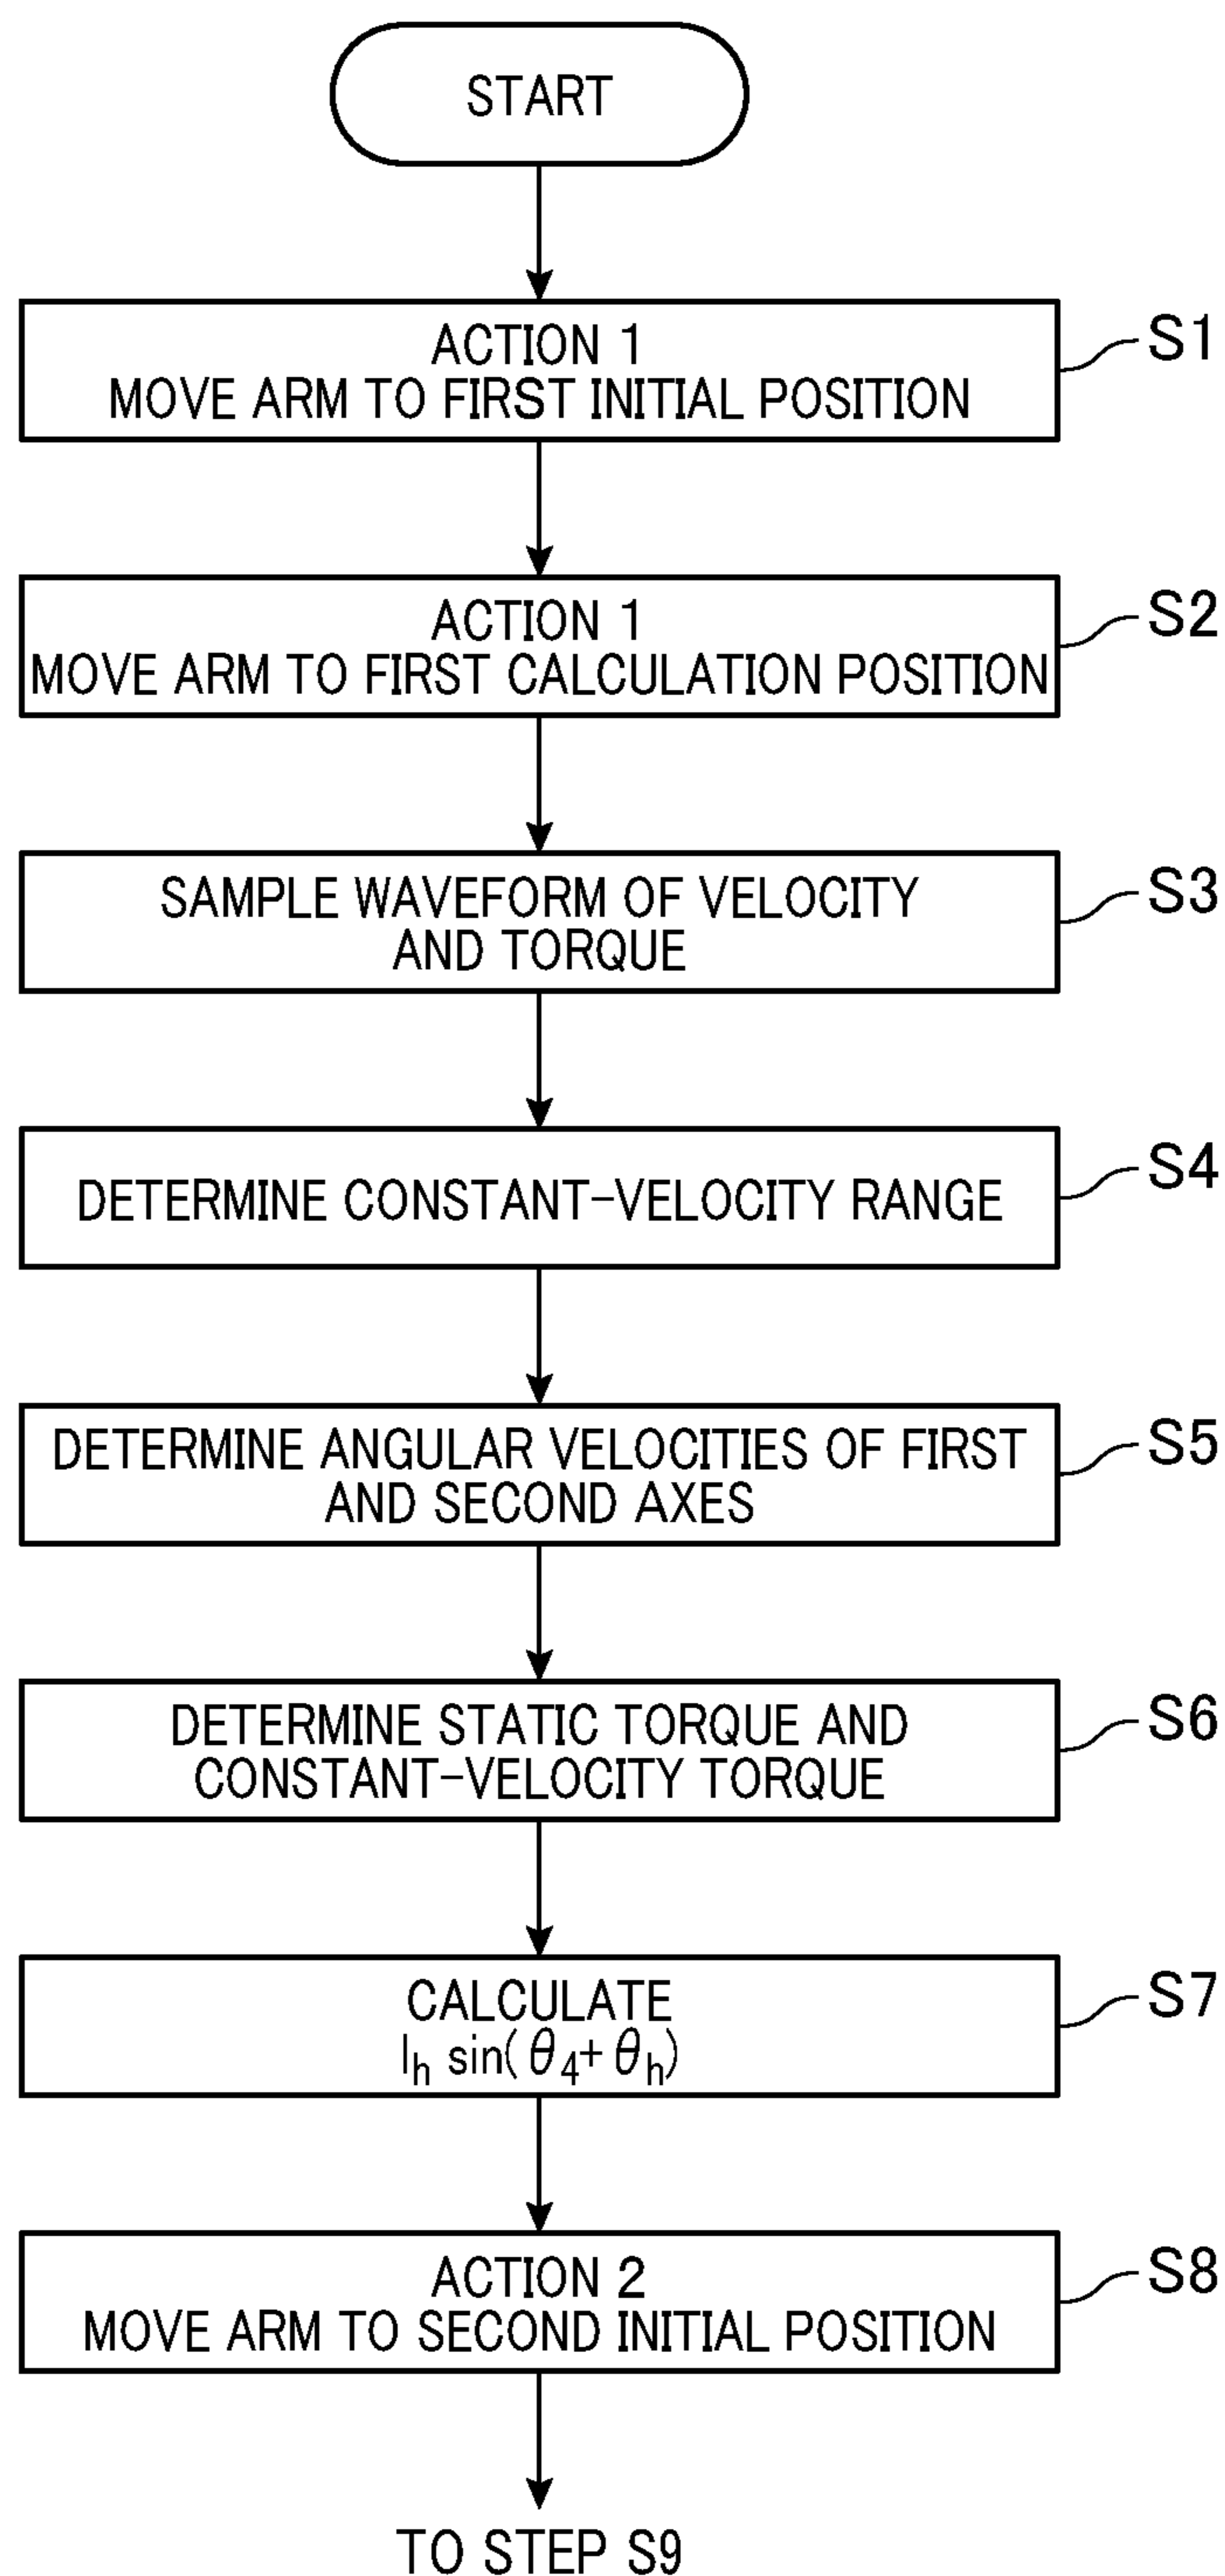 START
ACTION 1
MOVE ARM TO FIRST INITIAL POSITION
S1
ACTION 1
MOVE ARM TO FIRST CALCULATION POSITION
S2
SAMPLE WAVEFORM OF VELOCITY
AND TORQUE
S3
DETERMINE CONSTANT-VELOCITY RANGE
S4
DETERMINE ANGULAR VELOCITIES OF FIRST
AND SECOND AXES
S5
DETERMINE STATIC TORQUE AND
CONSTANT-VELOCITY TORQUE
S6
CALCULATE
lₕ sin(θ₄+θₕ)
S7
ACTION 2
MOVE ARM TO SECOND INITIAL POSITION
S8
TO STEP S9